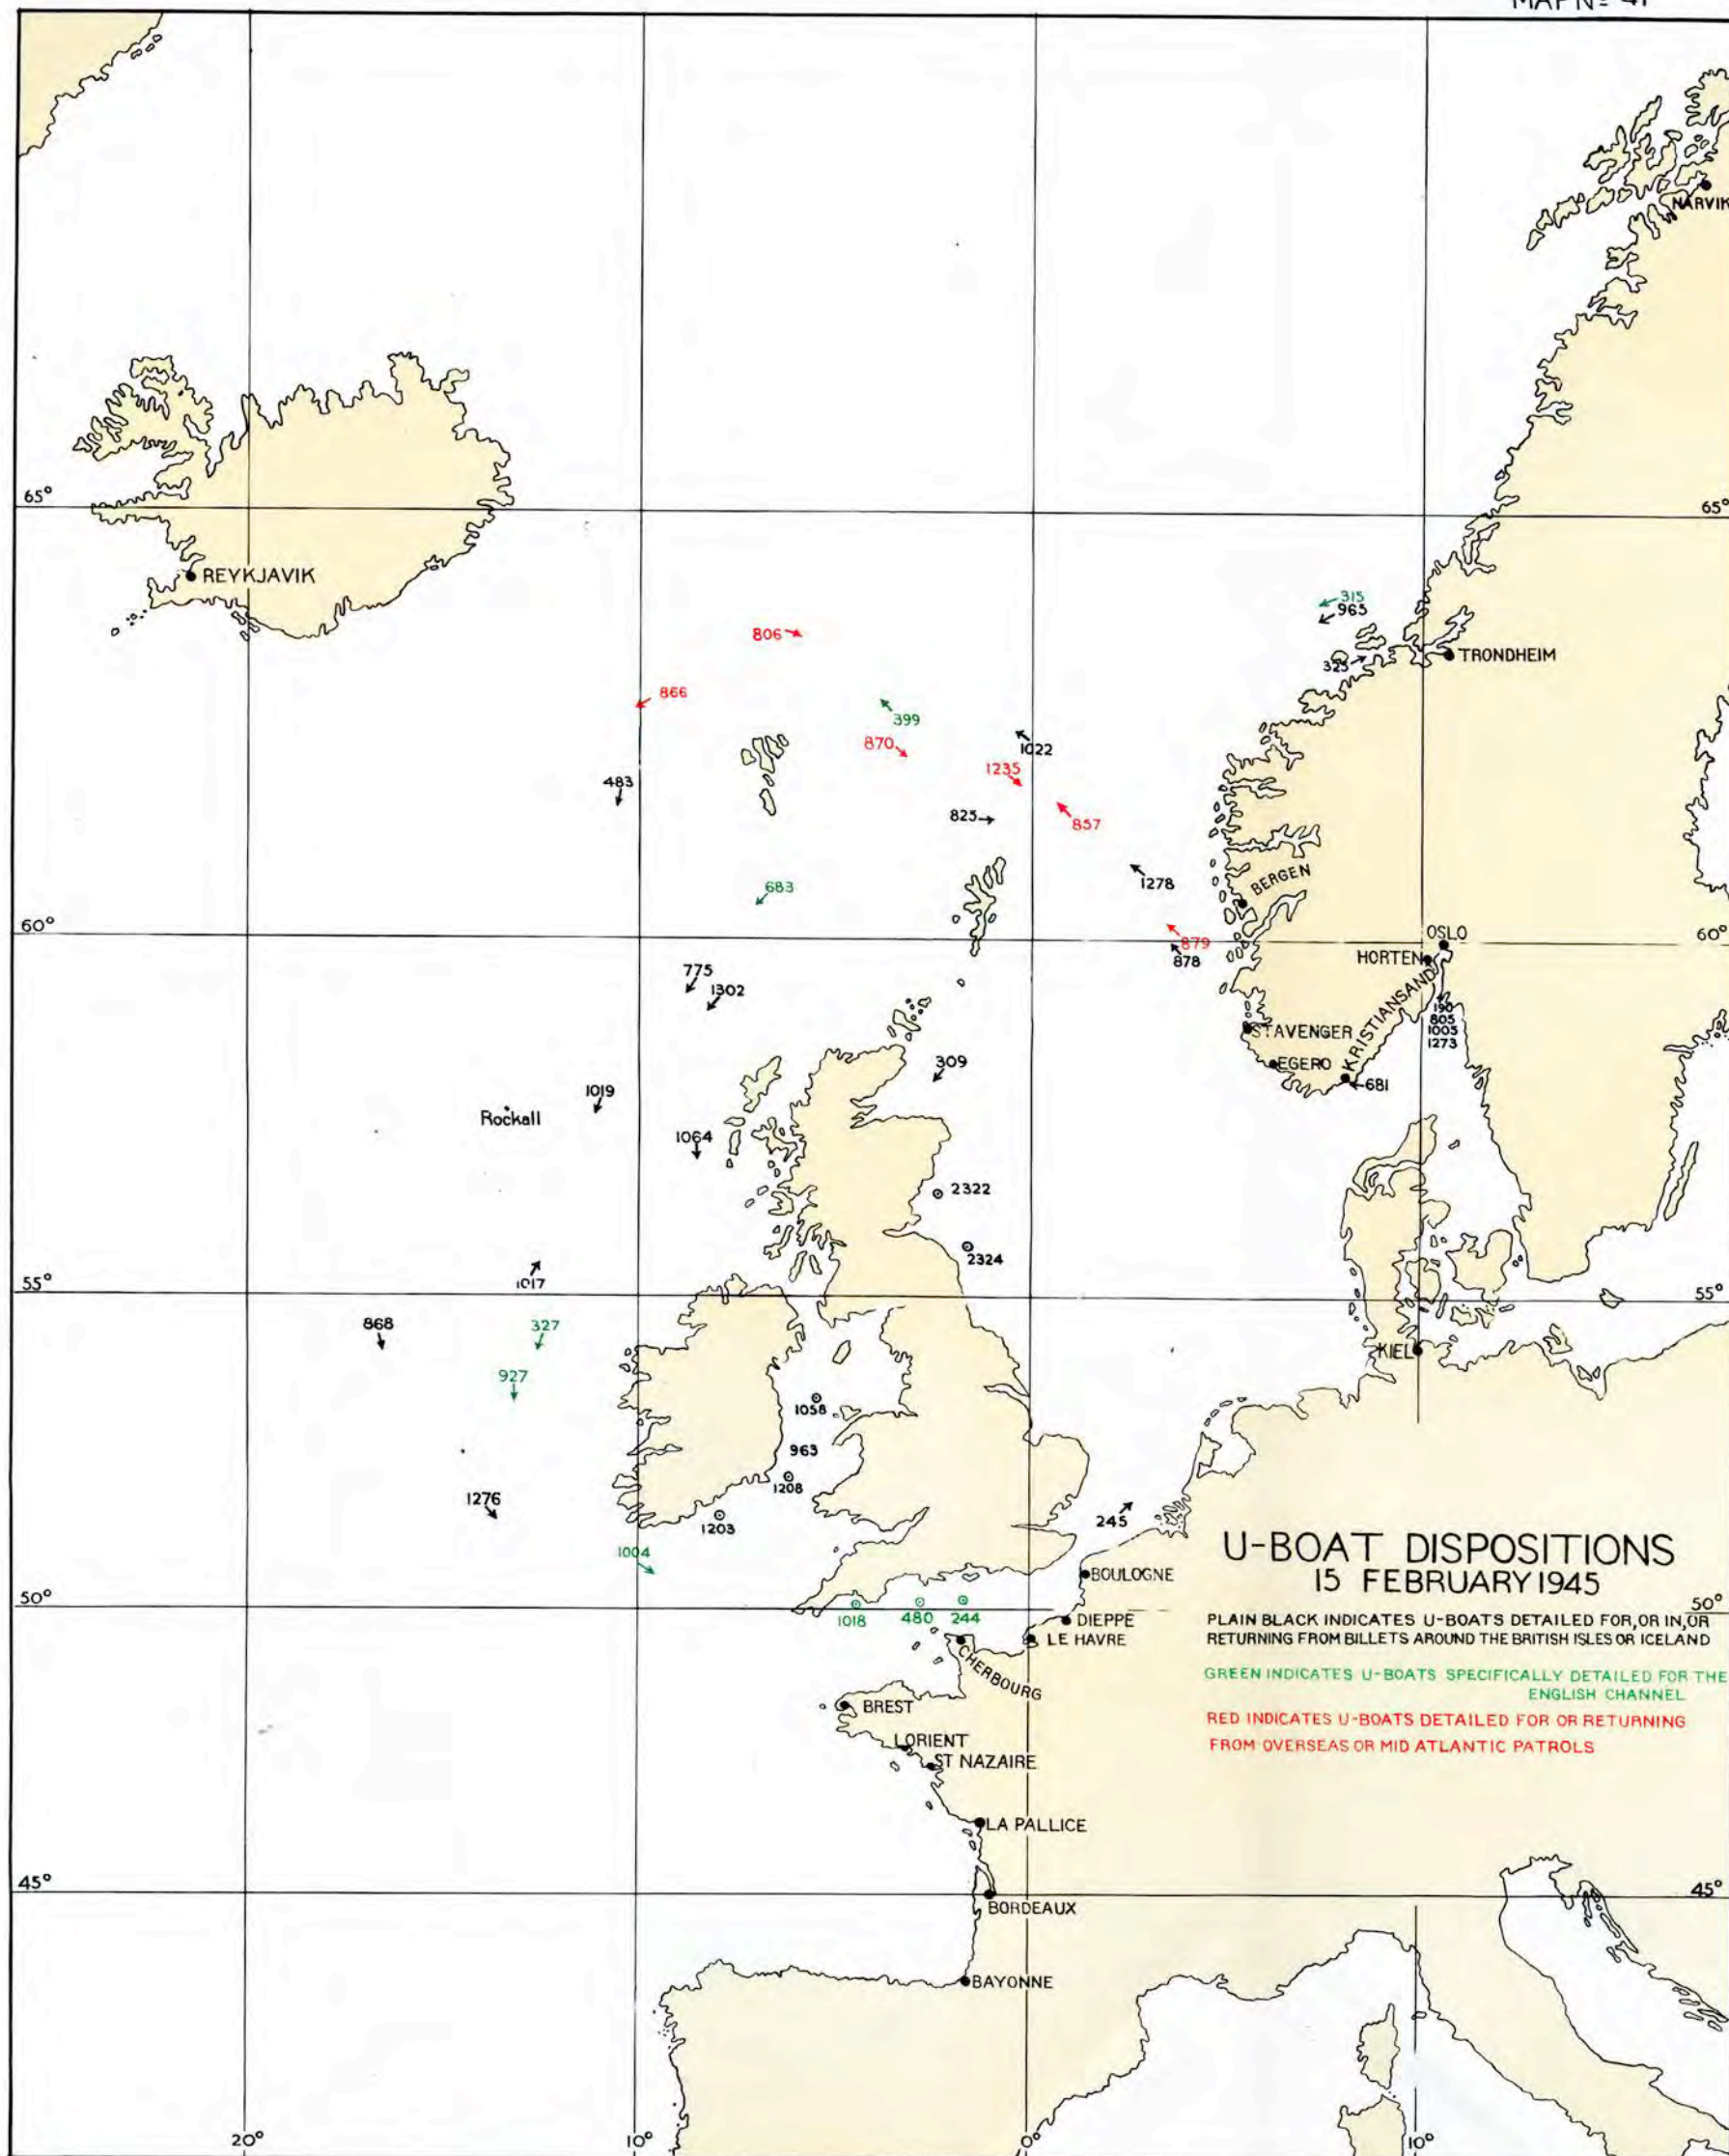 MAP No 41
NARVIK
65°
65°
REYKJAVIK
315
965
806
325
TRONDHEIM
866
399
870
1022
1235
483
825
857
1278
683
BERGEN
60°
60°
879
878
OSLO
HORTEN
775
1302
KRISTIANSAND
190
805
1003
1273
STAVENGER
EGERO
681
309
1019
Rockall
1064
2322
2324
1017
55°
55°
868
327
927
KIEL
1058
963
1208
1276
1203
245
1004
BOULOGNE
1018
480
244
50°
50°
DIEPPE
LE HAVRE
CHERBOURG
BREST
LORIENT
ST NAZAIRE
LA PALLICE
45°
45°
BORDEAUX
BAYONNE
U-BOAT DISPOSITIONS
15 FEBRUARY 1945
PLAIN BLACK INDICATES U-BOATS DETAILED FOR, OR IN, OR
RETURNING FROM BILLETS AROUND THE BRITISH ISLES OR ICELAND
GREEN INDICATES U-BOATS SPECIFICALLY DETAILED FOR THE
ENGLISH CHANNEL
RED INDICATES U-BOATS DETAILED FOR OR RETURNING
FROM OVERSEAS OR MID ATLANTIC PATROLS
20°
10°
0°
10°